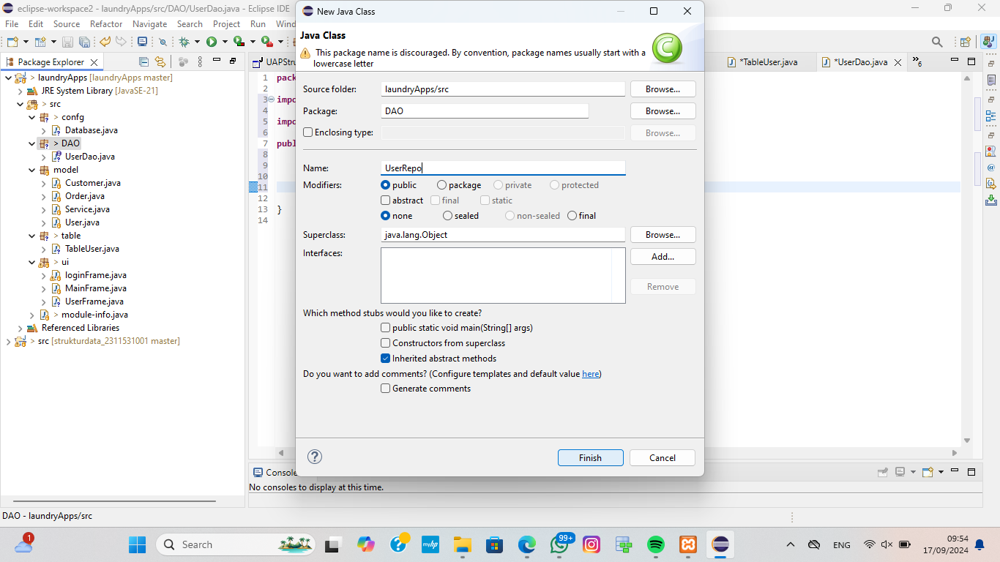 eclipse-workspace2 - laundryApps/src/DAO/UserDao.java - Eclipse IDE
File Edit Source Refactor Navigate Search Project Run Wind
Package Explorer
> laundryApps [laundryApps master]
JRE System Library [JavaSE-21]
> src
> confg
Database.java
> DAO
UserDao.java
model
Customer.java
Order.java
Service.java
User.java
> table
TableUser.java
> ui
loginFrame.java
MainFrame.java
UserFrame.java
> module-info.java
Referenced Libraries
> src [strukturdata_2311531001 master]
UAPStru
*TableUser.java
*UserDao.java
»6
1 pack
2
3 impo
4
5 impo
6
7 publ
8
9
10
11
12
13 }
14
New Java Class
Java Class
This package name is discouraged. By convention, package names usually start with a
lowercase letter
Source folder: laundryApps/src Browse...
Package: DAO Browse...
Enclosing type: Browse...
Name: UserRepo
Modifiers: public package private protected
abstract final static
none sealed non-sealed final
Superclass: java.lang.Object Browse...
Interfaces: Add...
Remove
Which method stubs would you like to create?
public static void main(String[] args)
Constructors from superclass
Inherited abstract methods
Do you want to add comments? (Configure templates and default value here)
Generate comments
Finish Cancel
Console
No consoles to display at this time.
DAO - laundryApps/src
1
Search
myhp
99+
ENG
09:54
17/09/2024